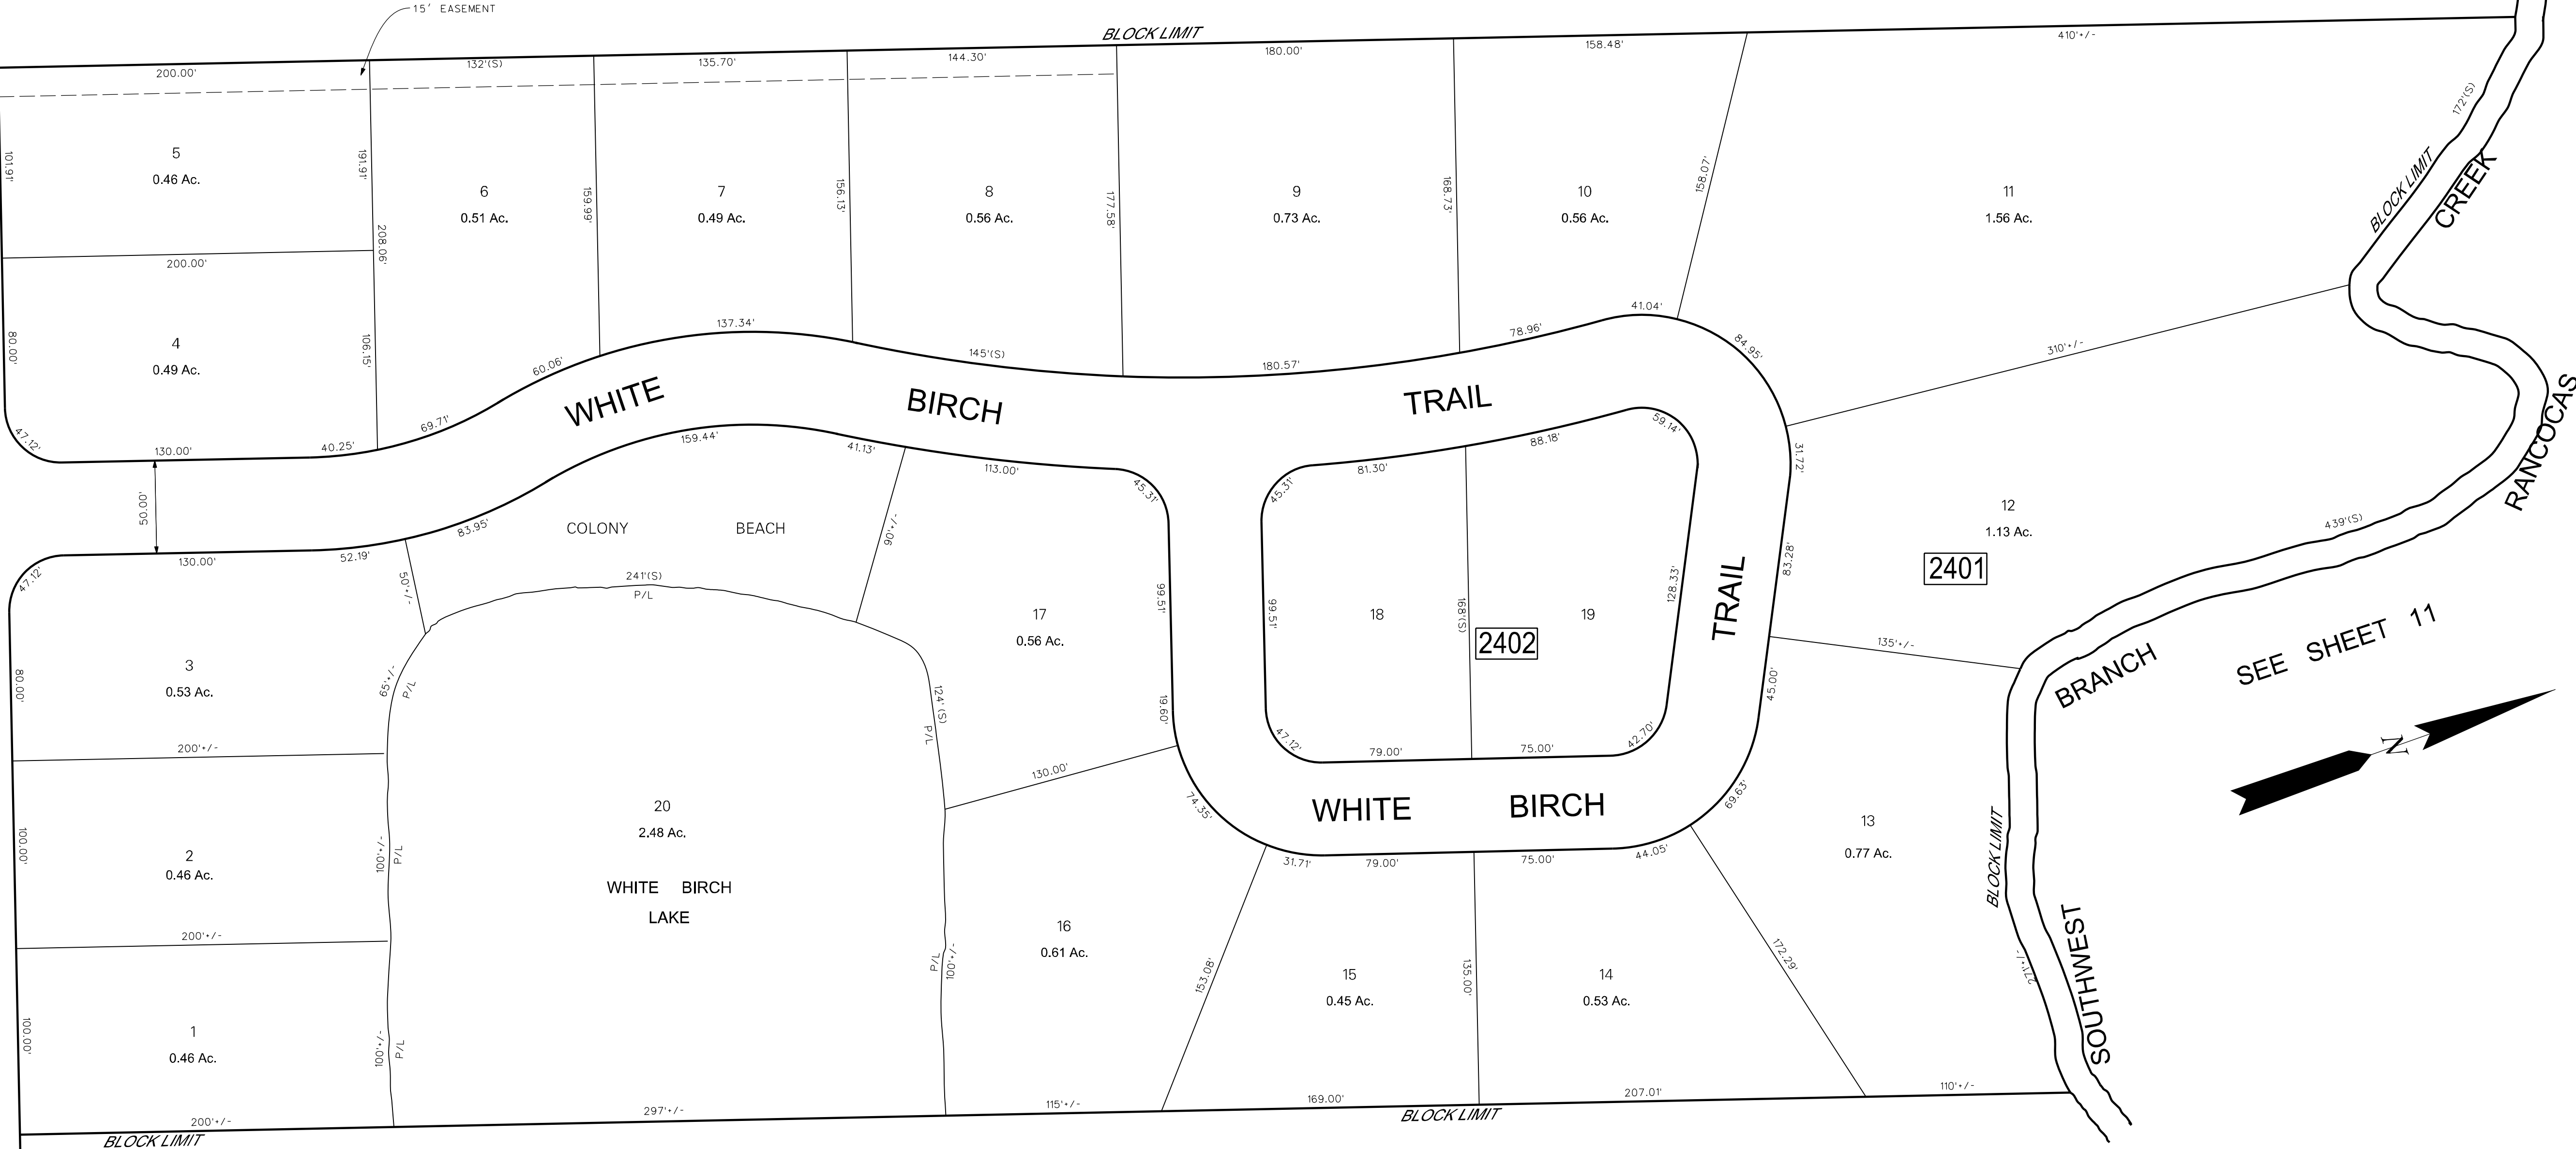 15' EASEMENT
BLOCK LIMIT
200.00'
132'(S)
135.70'
144.30'
180.00'
158.48'
410'+/-
101.91'
5
0.46 Ac.
191.91'
208.06'
6
0.51 Ac.
159.99'
7
0.49 Ac.
156.13'
8
0.56 Ac.
177.58'
9
0.73 Ac.
168.73'
10
0.56 Ac.
158.07'
11
1.56 Ac.
172'(S)
BLOCK LIMIT
CREEK
200.00'
80.00'
4
0.49 Ac.
106.15'
47.12'
130.00'
40.25'
69.71'
60.06'
137.34'
145'(S)
180.57'
78.96'
41.04'
84.95'
310'+/-
WHITE BIRCH TRAIL
RANCOCAS
50.00'
47.12'
130.00'
52.19'
83.95'
159.44'
41.13'
113.00'
45.31'
50'+/-
COLONY BEACH
90'+/-
241'(S)
P/L
45.31'
81.30'
88.18'
59.14'
31.72'
83.28'
12
1.13 Ac.
439'(S)
2401
80.00'
3
0.53 Ac.
65'+/-
P/L
17
0.56 Ac.
99.51'
19.60'
124' (S)
P/L
99.51'
18
168'(S)
2402
19
128.33'
TRAIL
45.00'
135'+/-
BRANCH
SEE SHEET 11
N
200'+/-
130.00'
47.12'
79.00'
75.00'
42.70'
74.35'
WHITE BIRCH
69.63'
100.00'
2
0.46 Ac.
100'+/-
P/L
20
2.48 Ac.
WHITE BIRCH
LAKE
31.71'
79.00'
75.00'
44.05'
13
0.77 Ac.
BLOCK LIMIT
200'+/-
16
0.61 Ac.
P/L
100'+/-
153.08'
15
0.45 Ac.
135.00'
14
0.53 Ac.
172.29'
271'+/-
SOUTHWEST
100.00'
1
0.46 Ac.
100'+/-
P/L
200'+/-
297'+/-
115'+/-
169.00'
207.01'
110'+/-
BLOCK LIMIT
BLOCK LIMIT